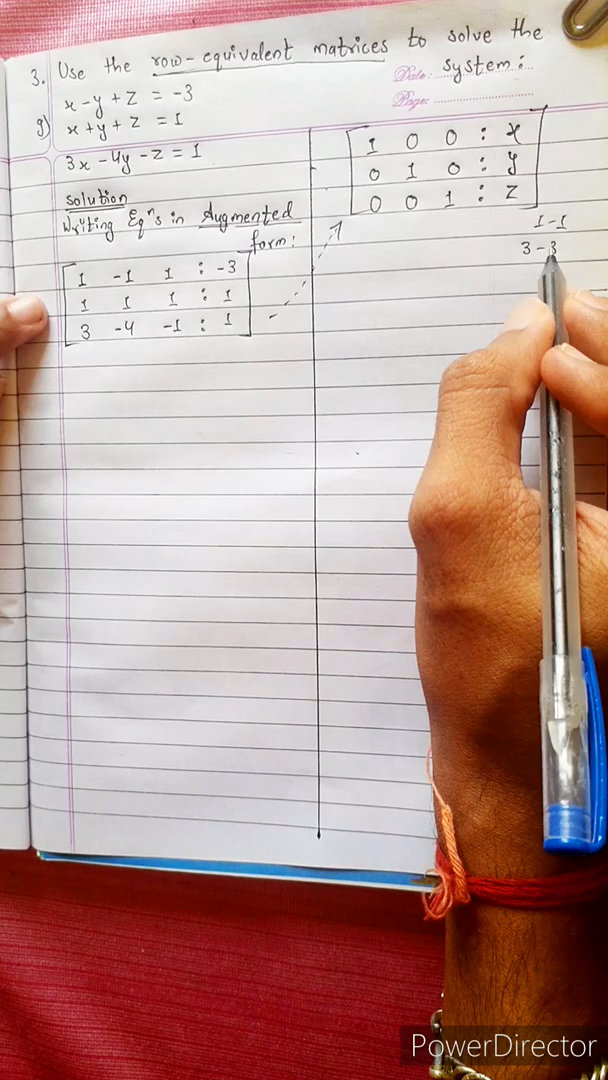 3. Use the row-equivalent matrices to solve the system:
Date:
Page:
g) x-y+z = -3
x+y+z = 1
3x-4y-z = 1
solution
Writing Eqⁿs in Augmented form:
1 -1 1 : -3
1 1 1 : 1
3 -4 -1 : 1
1 0 0 : x
0 1 0 : y
0 0 1 : z
1-1
3-3
PowerDirector